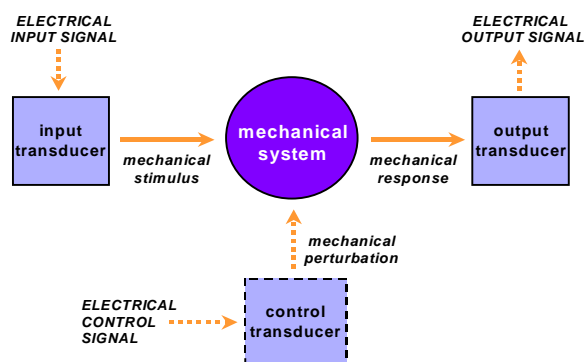 ELECTRICAL
INPUT SIGNAL
ELECTRICAL
OUTPUT SIGNAL
input
transducer
mechanical
stimulus
mechanical
system
mechanical
response
output
transducer
mechanical
perturbation
ELECTRICAL
CONTROL
SIGNAL
control
transducer